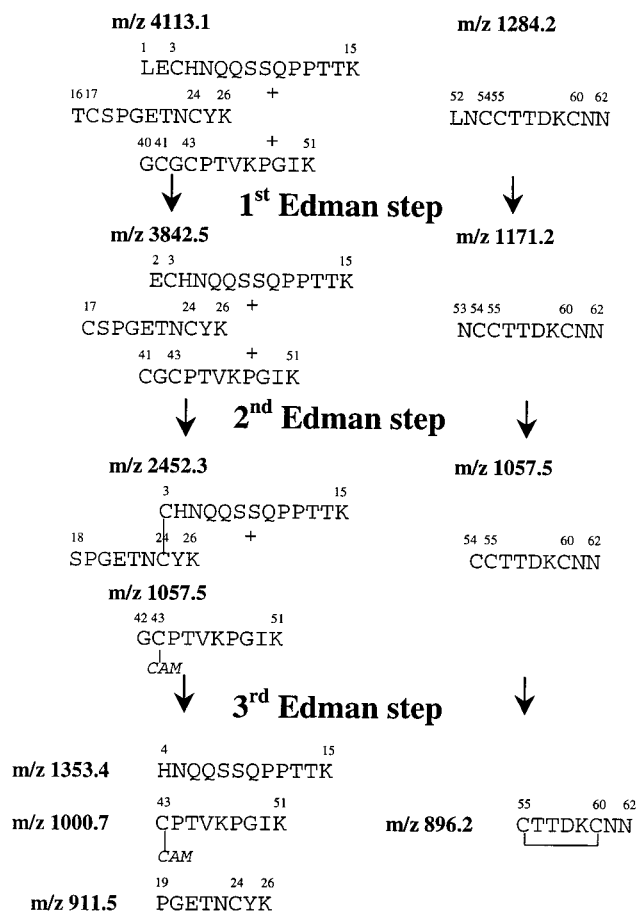 m/z 4113.1 m/z 1284.2
1 3 15
LECHNQQSSQPPTTK
+
16 17 24 26 52 54 55 60 62
TCSPGETNCYK LNCCTTDKCNN
+
40 41 43 51
GCGCPTVKPGIK
1st Edman step
m/z 3842.5 m/z 1171.2
2 3 15
ECHNQQSSQPPTTK
17 24 26 + 53 54 55 60 62
CSPGETNCYK NCCTTDKCNN
+
41 43 51
CGCPTVKPGIK
2nd Edman step
m/z 2452.3 m/z 1057.5
3 15
CHNQQSSQPPTTK
18 24 26 + 54 55 60 62
SPGETNCYK CCTTDKCNN
m/z 1057.5
42 43 51
GCPTVKPGIK
CAM
3rd Edman step
4 15
m/z 1353.4 HNQQSSQPPTTK
43 51 55 60 62
m/z 1000.7 CPTVKPGIK m/z 896.2 CTTDKCNN
CAM
19 24 26
m/z 911.5 PGETNCYK